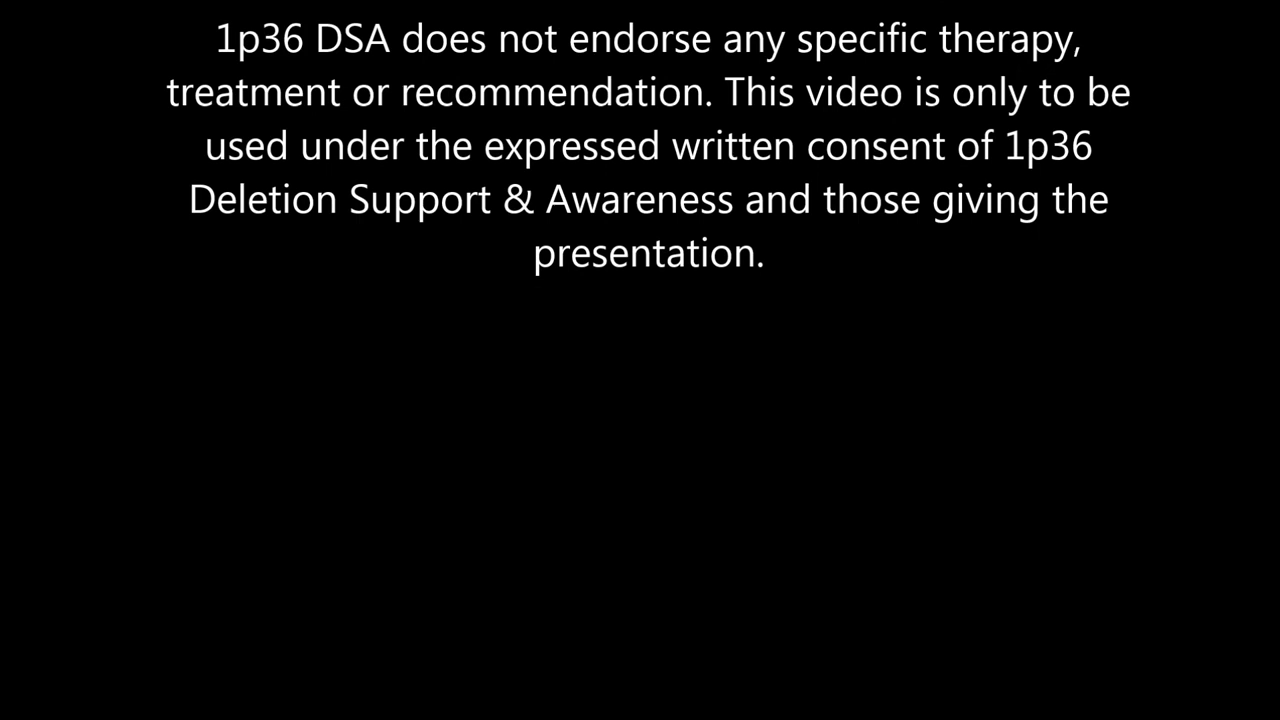 1p36 DSA does not endorse any specific therapy,
treatment or recommendation. This video is only to be
used under the expressed written consent of 1p36
Deletion Support & Awareness and those giving the
presentation.